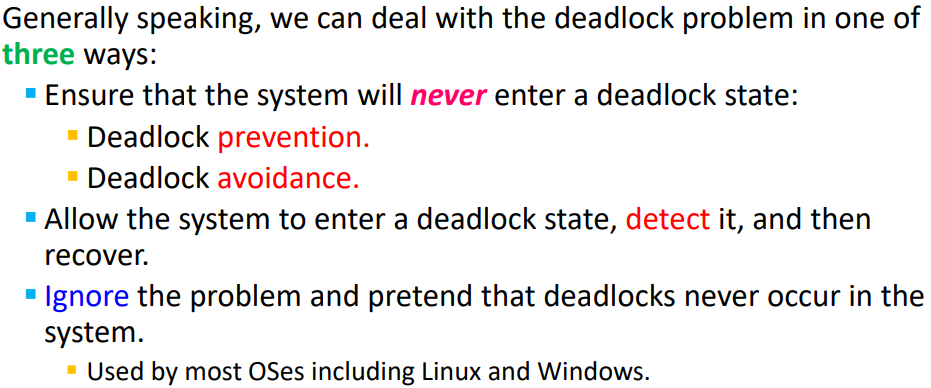 Generally speaking, we can deal with the deadlock problem in one of
three ways:
▪ Ensure that the system will never enter a deadlock state:
▪ Deadlock prevention.
▪ Deadlock avoidance.
▪ Allow the system to enter a deadlock state, detect it, and then
recover.
▪ Ignore the problem and pretend that deadlocks never occur in the
system.
▪ Used by most OSes including Linux and Windows.